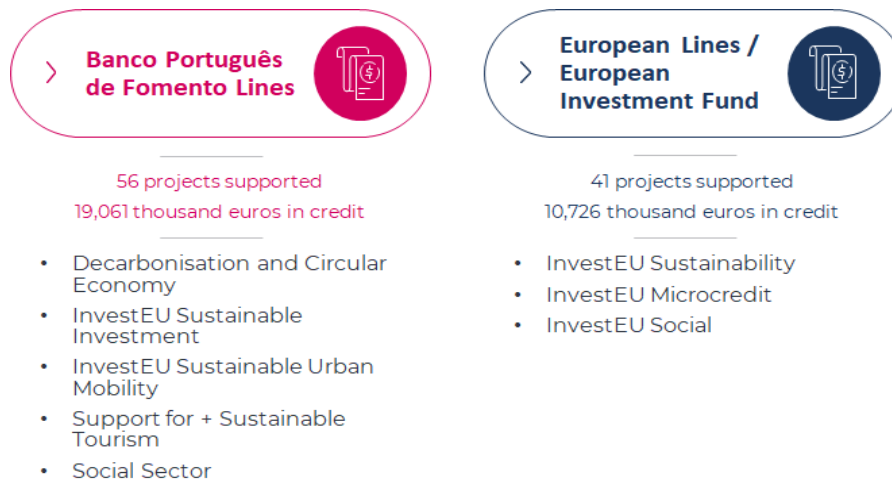 Banco Português
de Fomento Lines
56 projects supported
19,061 thousand euros in credit
• Decarbonisation and Circular
Economy
• InvestEU Sustainable
Investment
• InvestEU Sustainable Urban
Mobility
• Support for + Sustainable
Tourism
• Social Sector
European Lines /
European
Investment Fund
41 projects supported
10,726 thousand euros in credit
• InvestEU Sustainability
• InvestEU Microcredit
• InvestEU Social